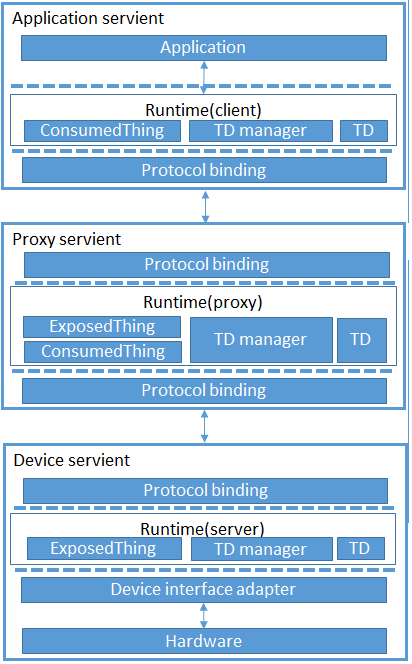 Application servient
Application
Runtime(client)
ConsumedThing TD manager TD
Protocol binding
Proxy servient
Protocol binding
Runtime(proxy)
ExposedThing
ConsumedThing
TD manager TD
Protocol binding
Device servient
Protocol binding
Runtime(server)
ExposedThing TD manager TD
Device interface adapter
Hardware